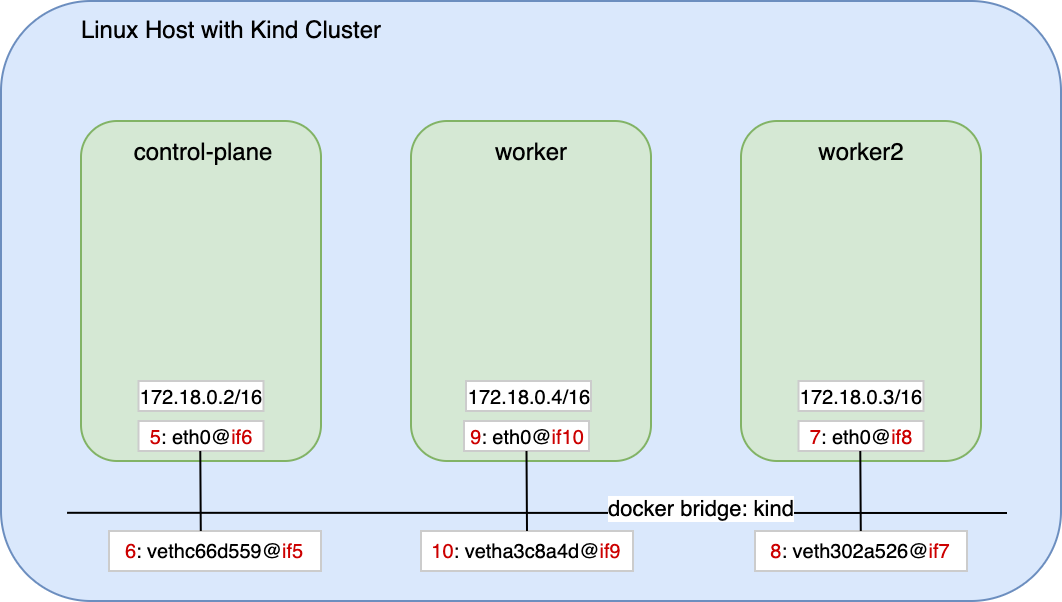 Linux Host with Kind Cluster
control-plane
worker
worker2
172.18.0.2/16
172.18.0.4/16
172.18.0.3/16
5: eth0@if6
9: eth0@if10
7: eth0@if8
docker bridge: kind
6: vethc66d559@if5
10: vetha3c8a4d@if9
8: veth302a526@if7